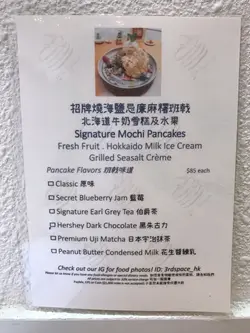 招牌燒海鹽忌廉麻糬班戟
北海道牛奶雪糕及水果
Signature Mochi Pancakes
Fresh Fruit . Hokkaido Milk Ice Cream
Grilled Seasalt Crème
Pancake Flavors 班戟味道 $85 each
Classic 原味
Secret Blueberry Jam 藍莓
Signature Earl Grey Tea 伯爵茶
Hershey Dark Chocolate 黑朱古力
Premium Uji Matcha 日本宇治抹茶
Peanut Butter Condensed Milk 花生醬煉乳
Check out our IG for food photos! ID: 3rdspace_hk